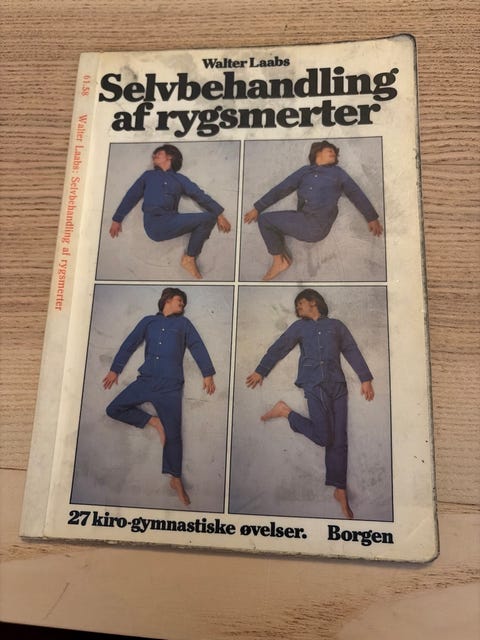 Walter Laabs
Selvbehandling
af rygsmerter
61.58 Walter Laabs: Selvbehandling af rygsmerter
27 kiro-gymnastiske øvelser. Borgen